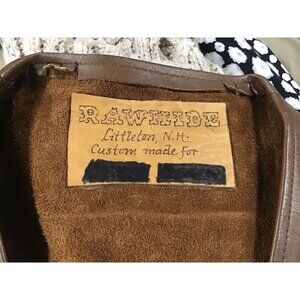 RAWHIDE
Littleton, N.H.
Custom made for